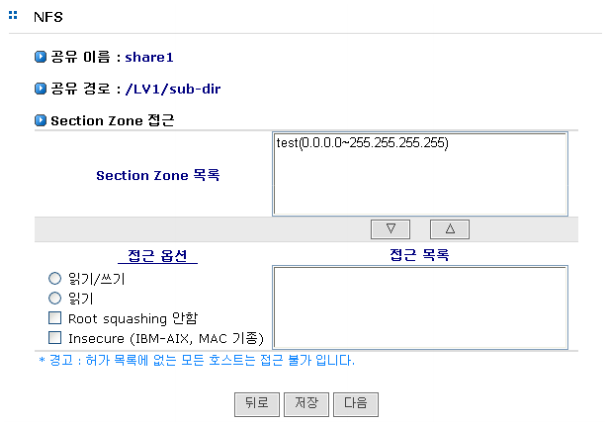 NFS
공유 이름 : share1
공유 경로 : /LV1/sub-dir
Section Zone 접근
Section Zone 목록
test(0.0.0.0~255.255.255.255)
▽ △
접근 옵션 접근 목록
읽기/쓰기
읽기
Root squashing 안함
Insecure (IBM-AIX, MAC 기종)
* 경고 : 허가 목록에 없는 모든 호스트는 접근 불가 입니다.
뒤로 저장 다음